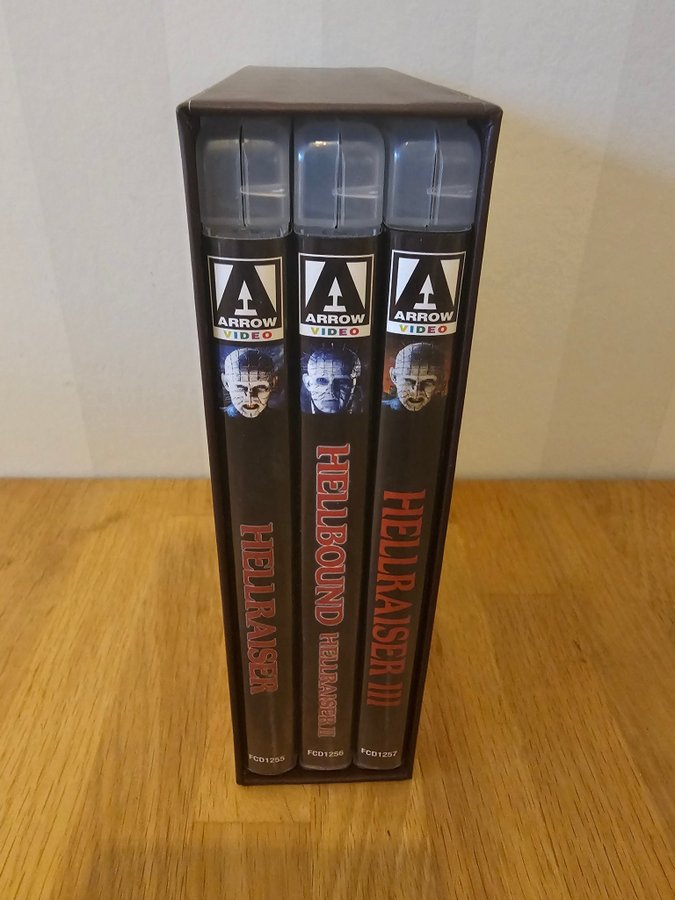 ARROW
VIDEO
HELLRAISER
FCD1255
ARROW
VIDEO
HELLBOUND
HELLRAISER II
FCD1256
ARROW
VIDEO
HELLRAISER III
FCD1257